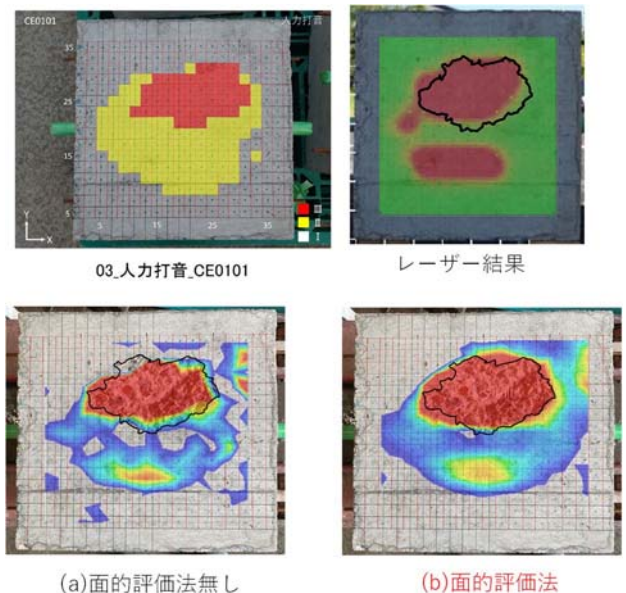 CE0101
人力打音
35
25
15
5
5
15
25
35
Y
X
Ⅲ
Ⅱ
Ⅰ
03_人力打音_CE0101
レーザー結果
(a)面的評価法無し
(b)面的評価法